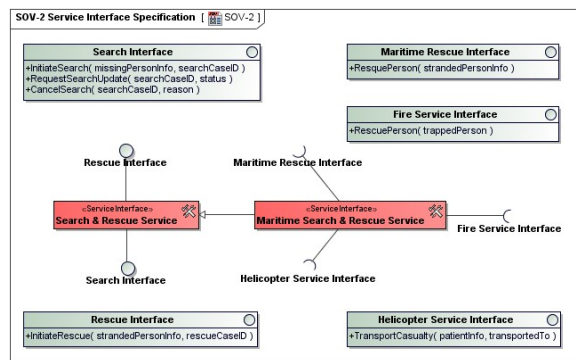 SOV-2 Service Interface Specification [ SOV-2 ]
Search Interface
+InitiateSearch( missingPersonInfo, searchCaseID )
+RequestSearchUpdate( searchCaseID, status )
+CancelSearch( searchCaseID, reason )
Maritime Rescue Interface
+ResquePerson( strandedPersonInfo )
Fire Service Interface
+RescuePerson( trappedPerson )
Rescue Interface
Maritime Rescue Interface
«ServiceInterface»
Search & Rescue Service
«ServiceInterface»
Maritime Search & Rescue Service
Fire Service Interface
Search Interface
Helicopter Service Interface
Rescue Interface
+InitiateRescue( strandedPersonInfo, rescueCaseID )
Helicopter Service Interface
+TransportCasualty( patientInfo, transportedTo )